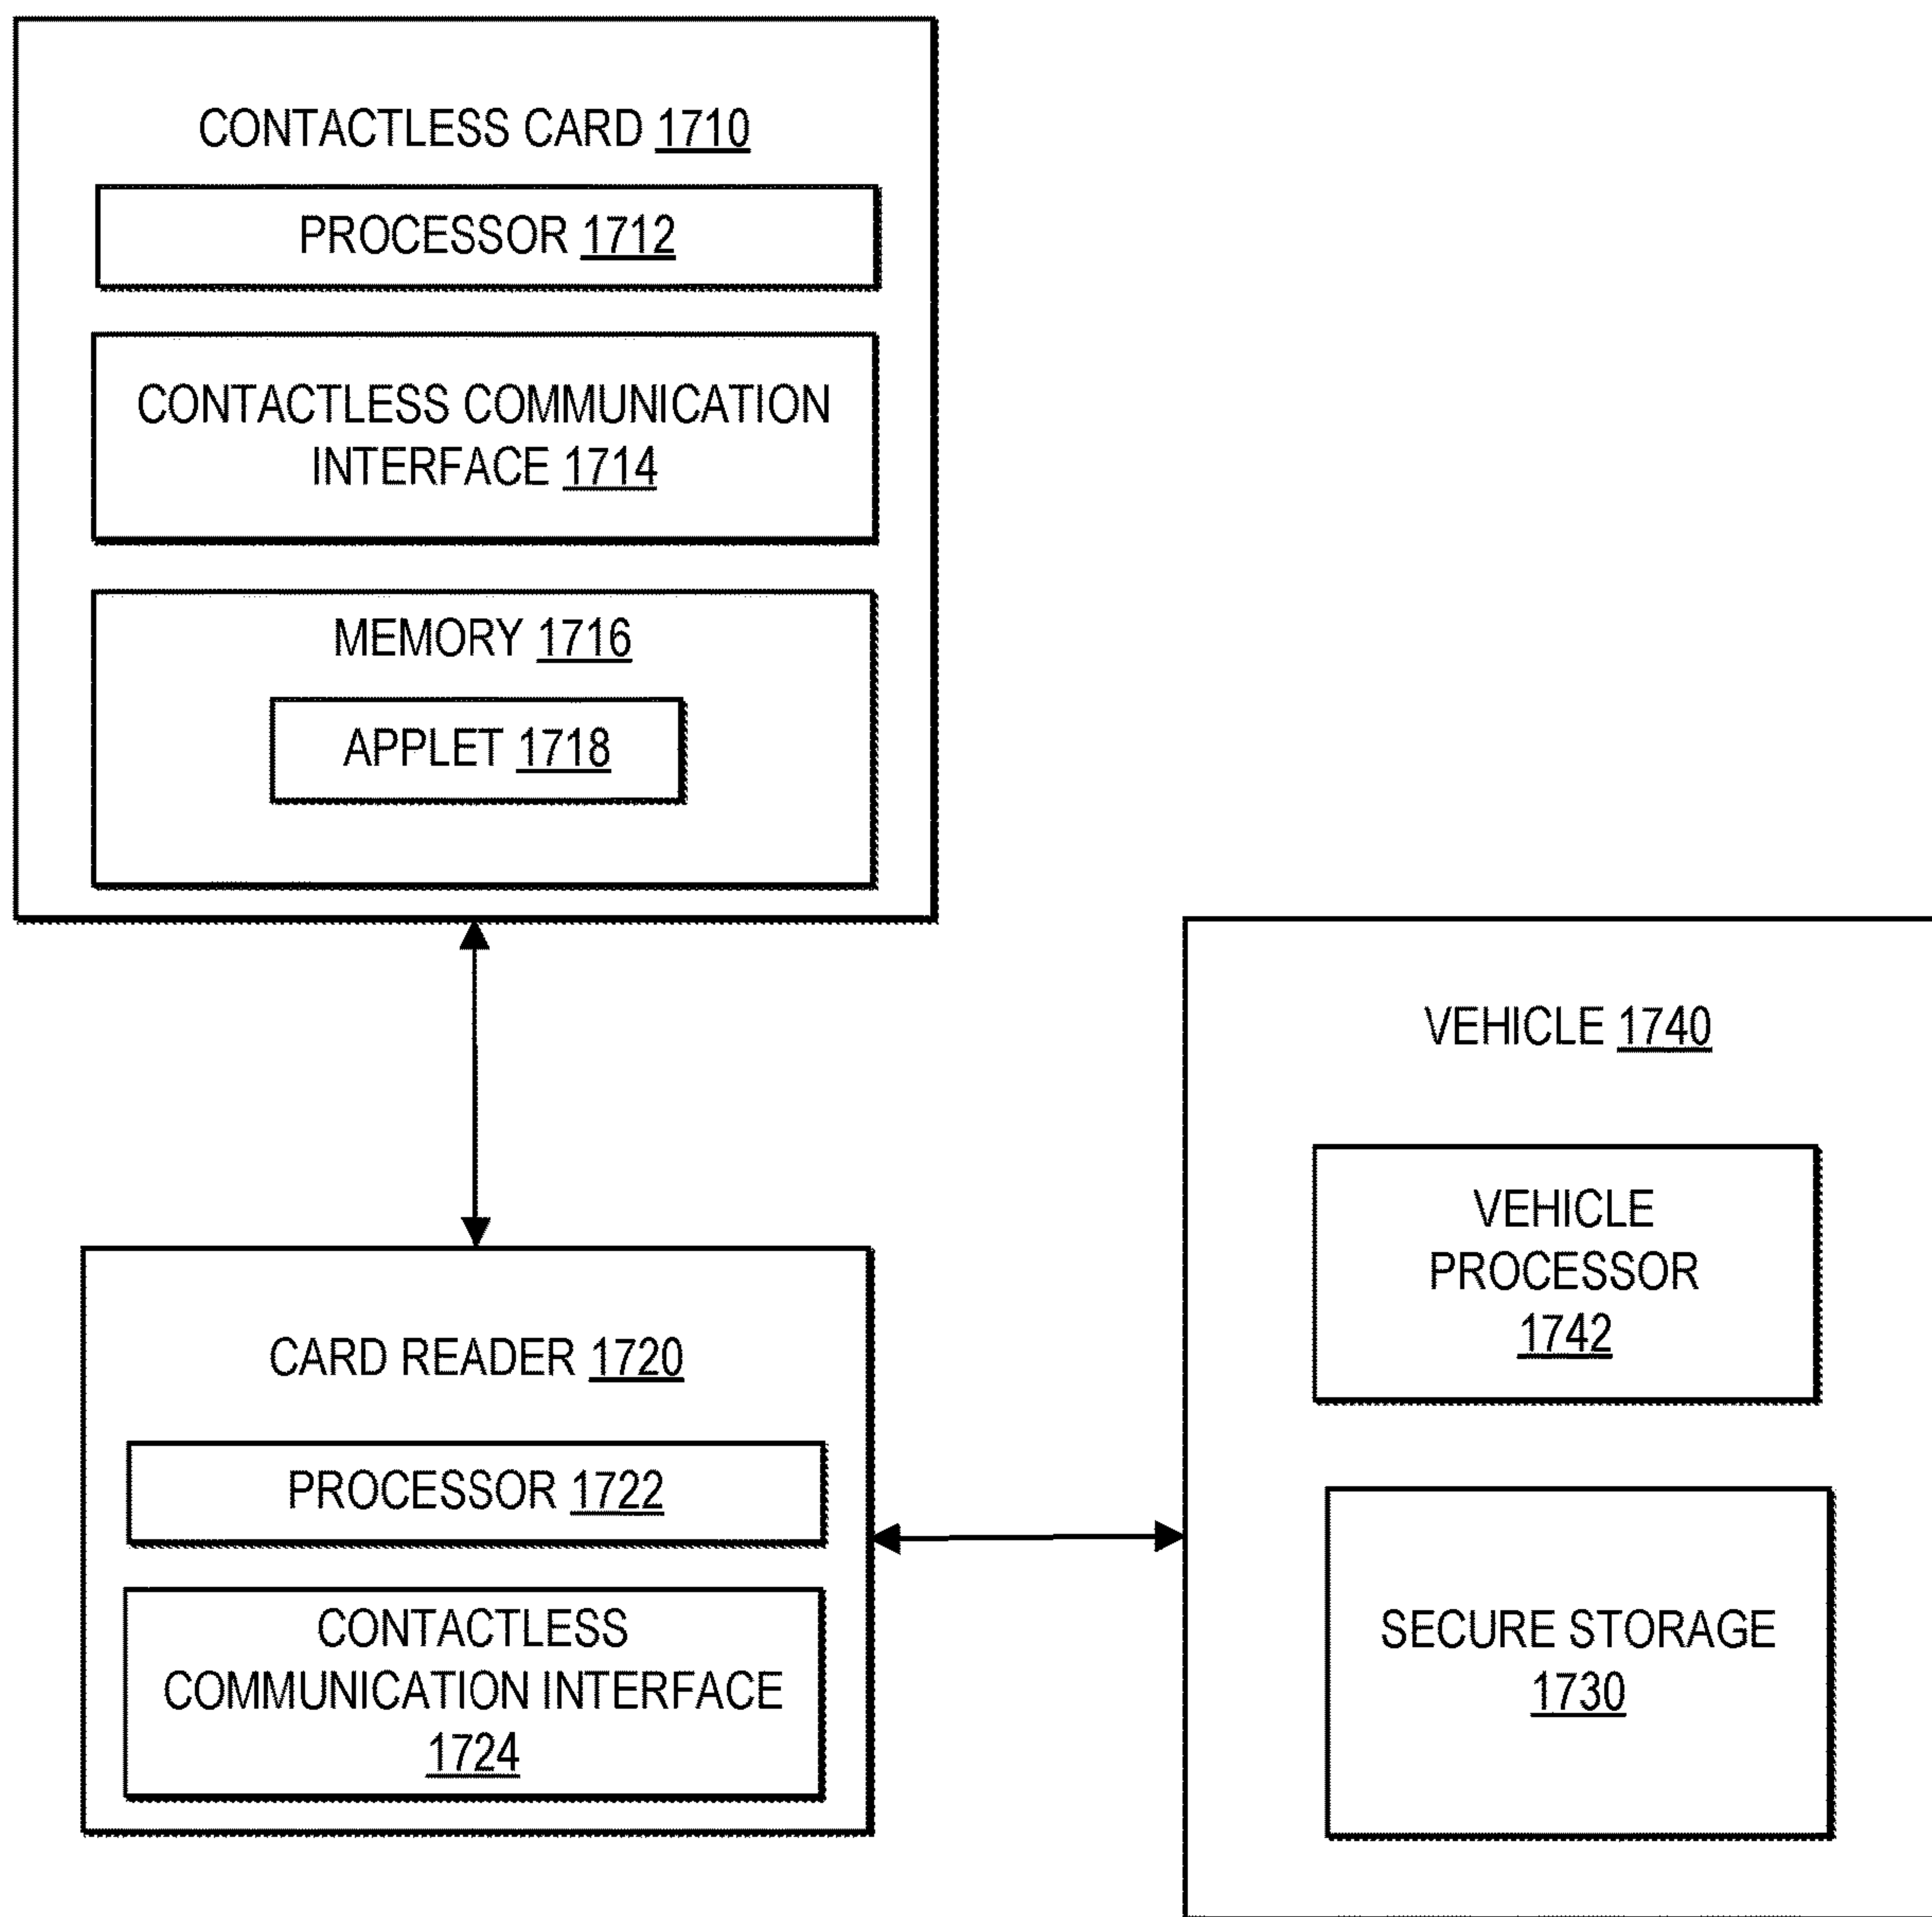 CONTACTLESS CARD 1710
PROCESSOR 1712
CONTACTLESS COMMUNICATION
INTERFACE 1714
MEMORY 1716
APPLET 1718
CARD READER 1720
PROCESSOR 1722
CONTACTLESS
COMMUNICATION INTERFACE
1724
VEHICLE 1740
VEHICLE
PROCESSOR
1742
SECURE STORAGE
1730